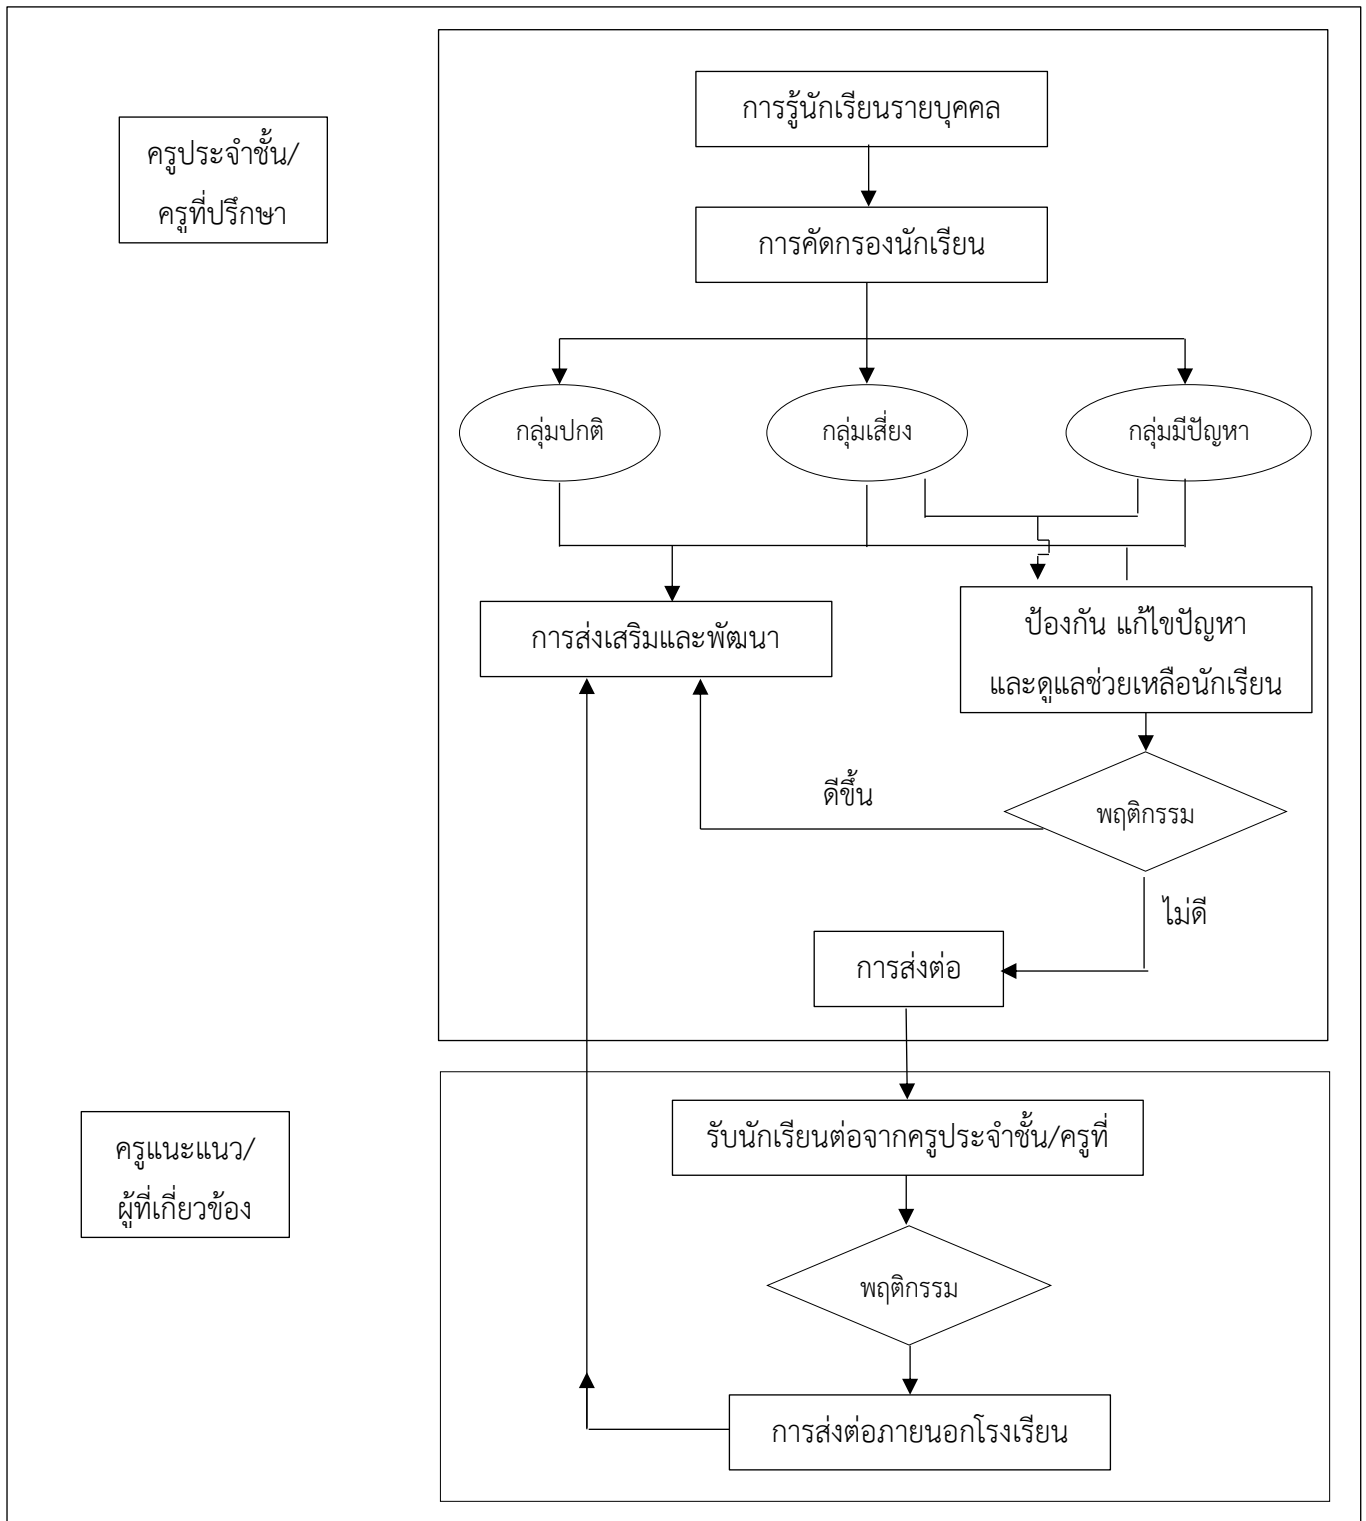 การรู้นักเรียนรายบุคคล
ครูประจำชั้น/
ครูที่ปรึกษา
การคัดกรองนักเรียน
กลุ่มปกติ
กลุ่มเสี่ยง
กลุ่มมีปัญหา
การส่งเสริมและพัฒนา
ป้องกัน แก้ไขปัญหา
และดูแลช่วยเหลือนักเรียน
ดีขึ้น
พฤติกรรม
ไม่ดี
การส่งต่อ
ครูแนะแนว/
ผู้ที่เกี่ยวข้อง
รับนักเรียนต่อจากครูประจำชั้น/ครูที่
พฤติกรรม
การส่งต่อภายนอกโรงเรียน